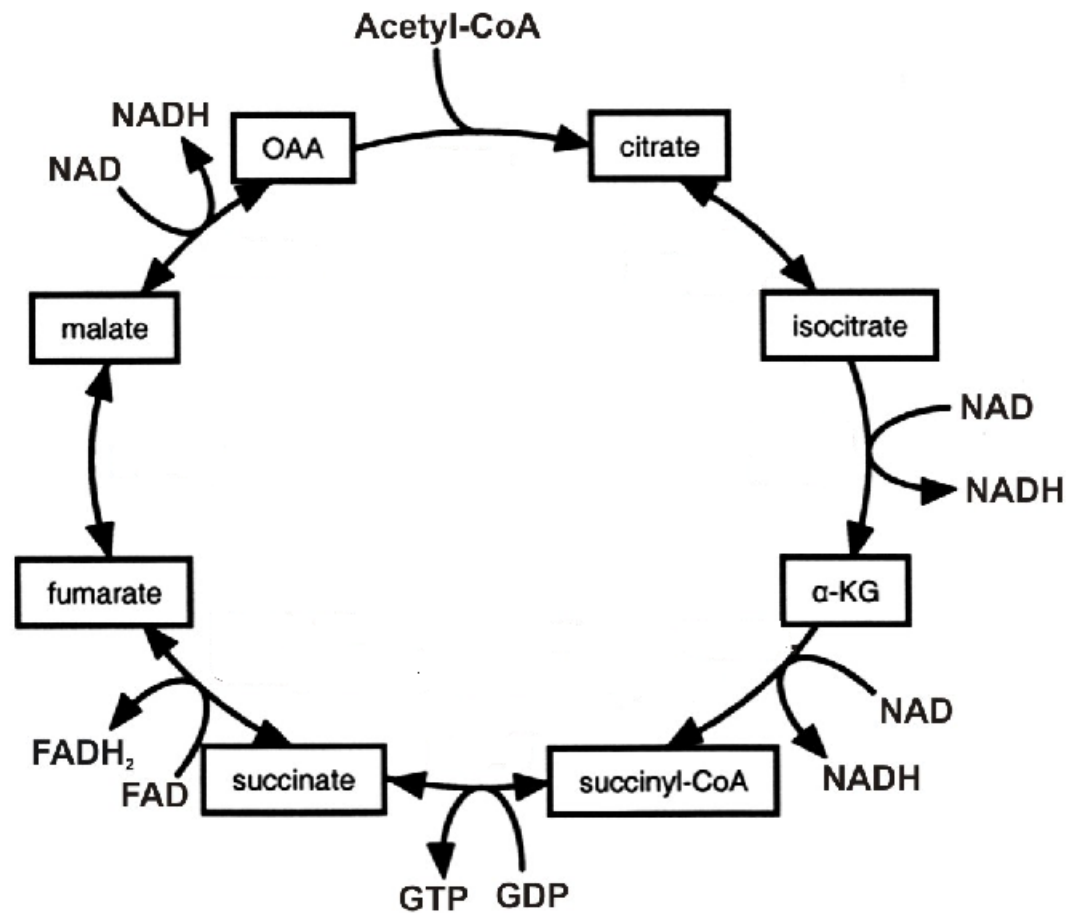 Acetyl-CoA
NADH
OAA
citrate
NAD
malate
isocitrate
NAD
NADH
fumarate
α-KG
NAD
FADH₂
succinate
succinyl-CoA
NADH
FAD
GTP
GDP